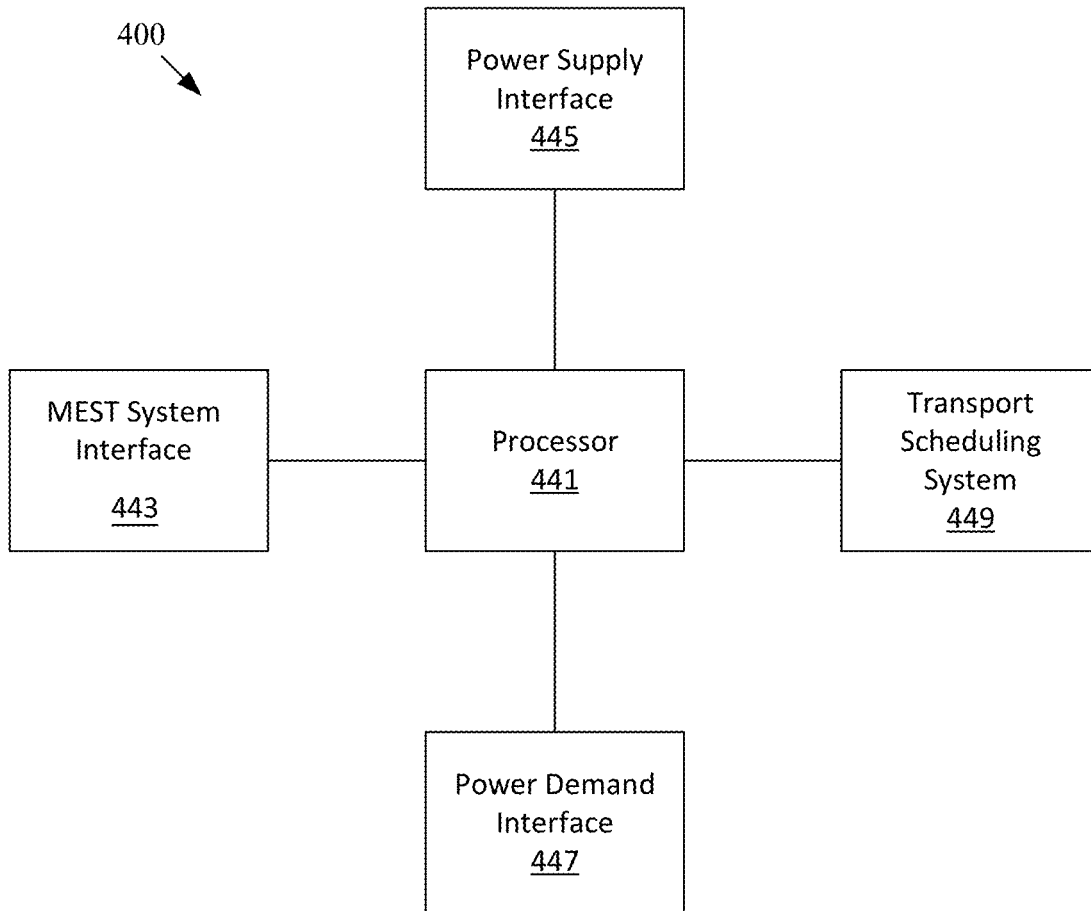 400
Power Supply
Interface
445
MEST System
Interface
443
Processor
441
Transport
Scheduling
System
449
Power Demand
Interface
447